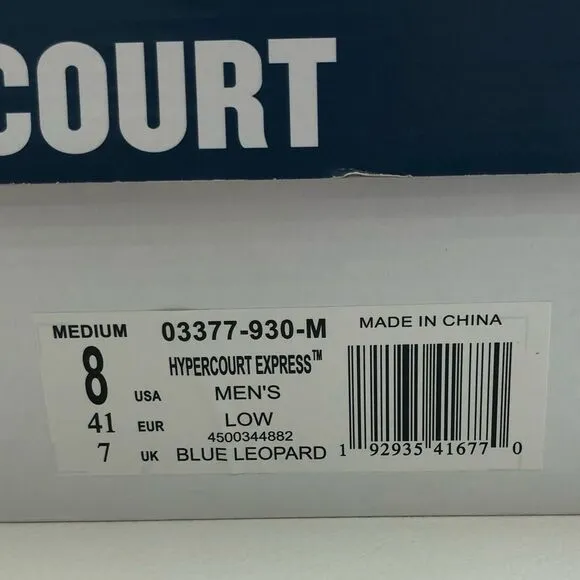 COURT
MEDIUM 03377-930-M MADE IN CHINA
8 USA HYPERCOURT EXPRESS™
MEN'S
41 EUR LOW
4500344882
7 UK BLUE LEOPARD 1 92935 41677 0